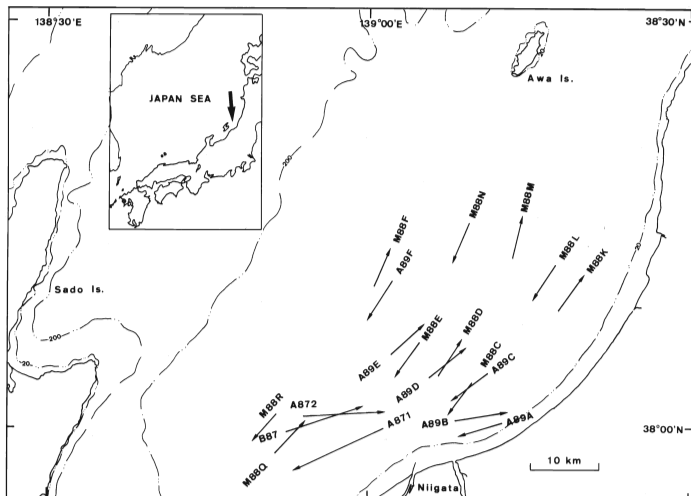 138°30'E
139°00'E
38°30'N
JAPAN SEA
Awa Is.
200
M88N
M88M
M88F
A89F
M88L
M88K
20
Sado Is.
200
20
M88E
M88D
A89E
M88C
A89C
A89D
M88R
A872
B87
A871
A89B
A89A
38°00'N
M88Q
10 km
Niigata